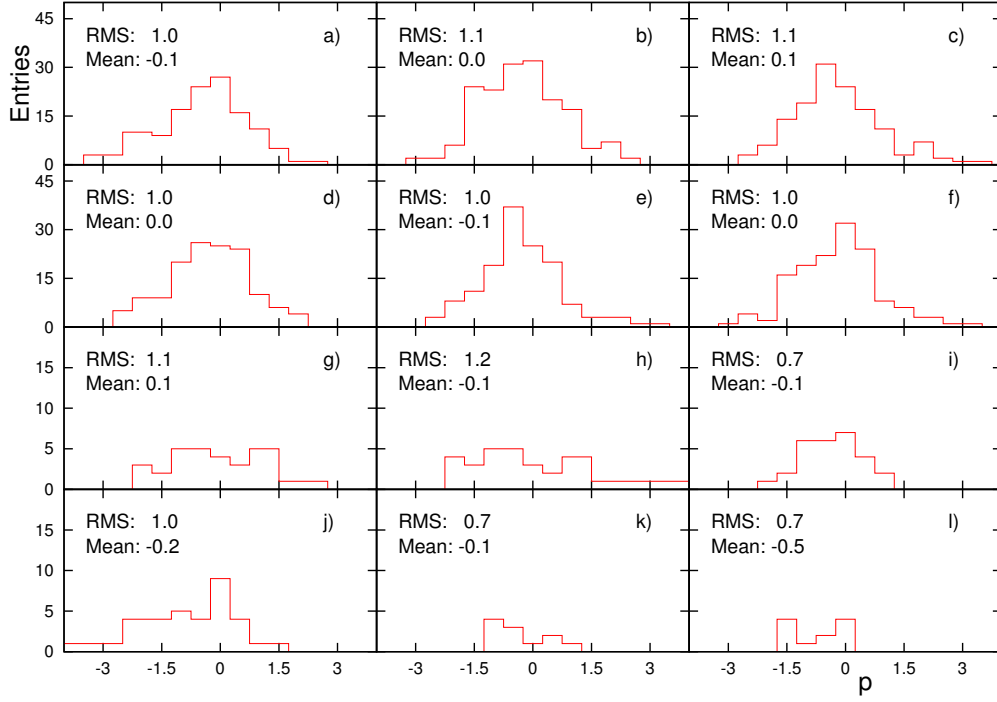 45
30
15
0
Entries
RMS: 1.0
Mean: -0.1
a)
RMS: 1.1
Mean: 0.0
b)
RMS: 1.1
Mean: 0.1
c)
45
30
15
0
RMS: 1.0
Mean: 0.0
d)
RMS: 1.0
Mean: -0.1
e)
RMS: 1.0
Mean: 0.0
f)
15
10
5
0
RMS: 1.1
Mean: 0.1
g)
RMS: 1.2
Mean: -0.1
h)
RMS: 0.7
Mean: -0.1
i)
15
10
5
0
RMS: 1.0
Mean: -0.2
j)
RMS: 0.7
Mean: -0.1
k)
RMS: 0.7
Mean: -0.5
l)
-3 -1.5 0 1.5 3
-3 -1.5 0 1.5 3
-3 -1.5 0 1.5 3
p